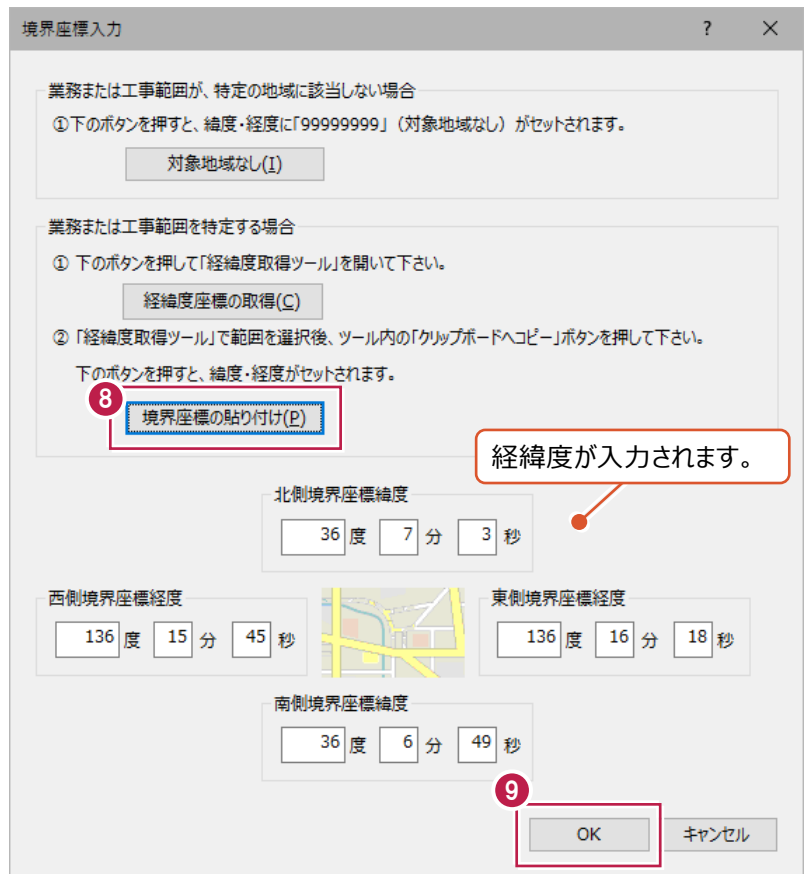 境界座標入力 ? ×
業務または工事範囲が、特定の地域に該当しない場合
①下のボタンを押すと、緯度・経度に「99999999」（対象地域なし）がセットされます。
対象地域なし(I)
業務または工事範囲を特定する場合
① 下のボタンを押して「経緯度取得ツール」を開いて下さい。
経緯度座標の取得(C)
② 「経緯度取得ツール」で範囲を選択後、ツール内の「クリップボードへコピー」ボタンを押して下さい。
下のボタンを押すと、緯度・経度がセットされます。
8
境界座標の貼り付け(P)
経緯度が入力されます。
北側境界座標緯度
36 度 7 分 3 秒
西側境界座標経度
136 度 15 分 45 秒
東側境界座標経度
136 度 16 分 18 秒
南側境界座標緯度
36 度 6 分 49 秒
9
OK キャンセル